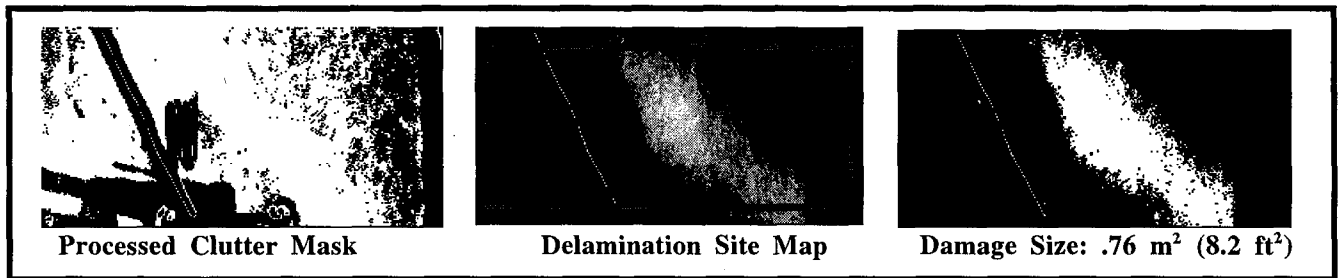 Processed Clutter Mask
Delamination Site Map
Damage Size: .76 m² (8.2 ft²)